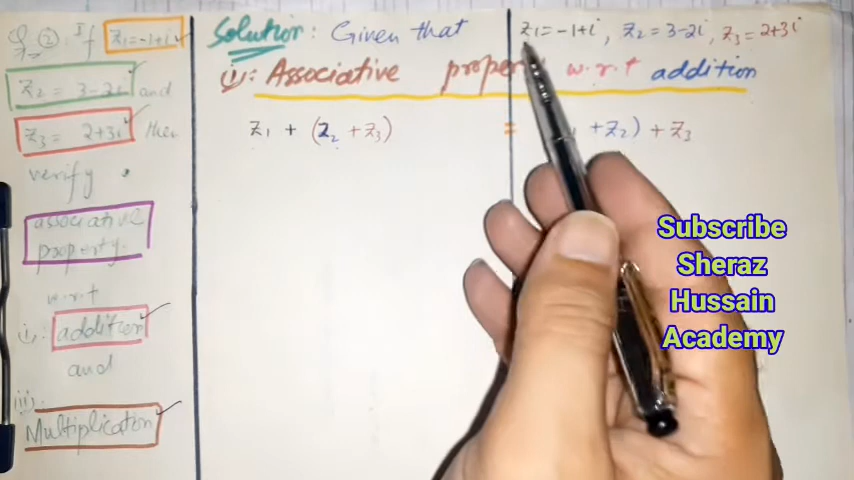 Q ②: If z₁=-1+i
z₂ = 3-2i and
z₃ = 2+3i then
verify
associative
property.
w.r.t
i). addition
and
ii).
Multiplication
Solution: Given that z₁=-1+i, z₂=3-2i, z₃=2+3i
i): Associative property w.r.t addition
z₁ + (z₂ +z₃) = +z₂) +z₃
Subscribe
Sheraz
Hussain
Academy